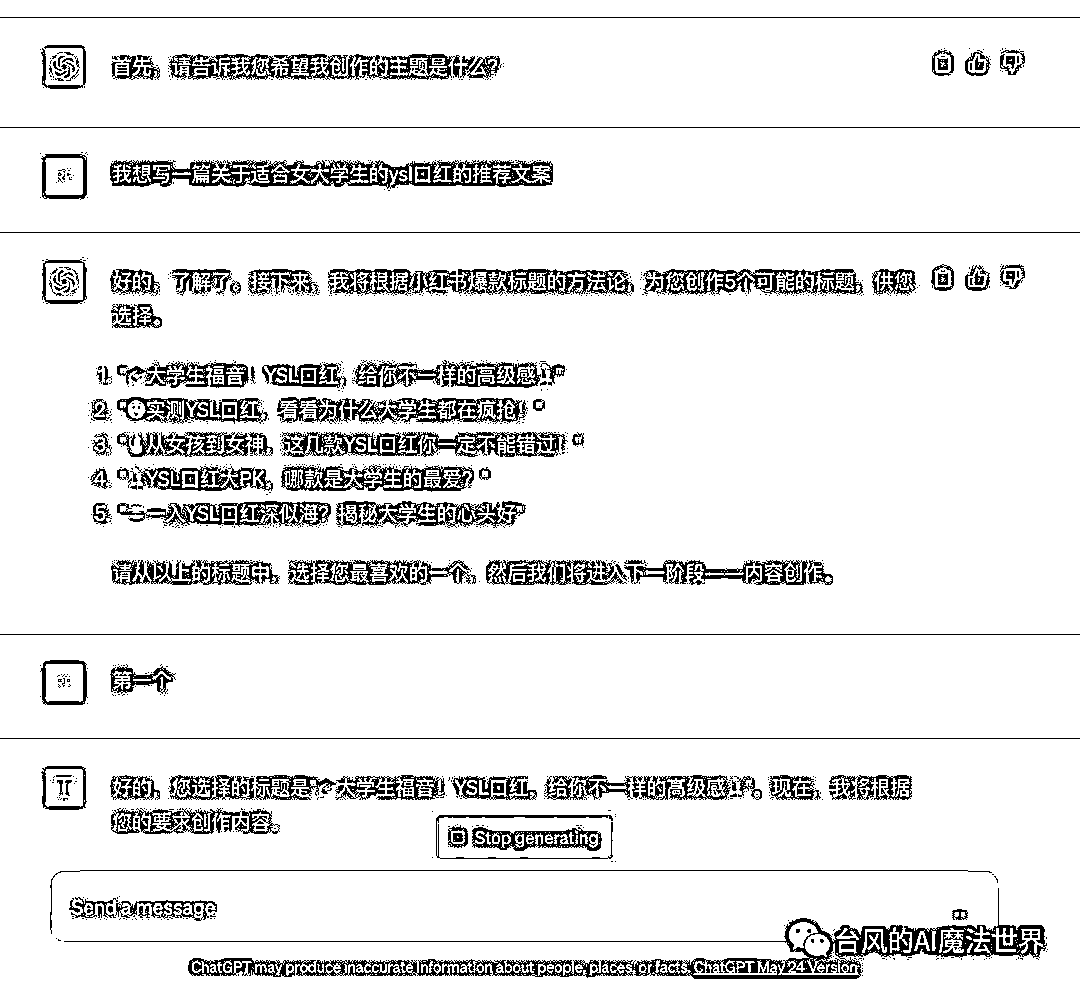 首先，请告诉我您希望我创作的主题是什么？
我想写一篇关于适合女大学生的ysl口红的推荐文案
好的，了解了。接下来，我将根据小红书爆款标题的方法论，为您创作5个可能的标题，供您
选择。
1. "大学生福音！YSL口红，给你不一样的高级感"
2. "实测YSL口红，看看为什么大学生都在疯抢！"
3. "从女孩到女神，这几款YSL口红你一定不能错过！"
4. "YSL口红大PK，哪款是大学生的最爱？"
5. "一入YSL口红深似海？揭秘大学生的心头好"
请从以上的标题中，选择您最喜欢的一个，然后我们将进入下一阶段——内容创作。
第一个
好的，您选择的标题是"大学生福音！YSL口红，给你不一样的高级感"。现在，我将根据
您的要求创作内容。
Stop generating
Send a message
台风的AI魔法世界
ChatGPT may produce inaccurate information about people, places, or facts. ChatGPT May 24 Version